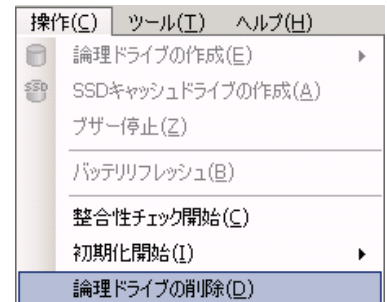 操作(C) ツール(T) ヘルプ(H)
論理ドライブの作成(E)
SSD SSDキャッシュドライブの作成(A)
ブザー停止(Z)
バッテリリフレッシュ(B)
整合性チェック開始(C)
初期化開始(I)
論理ドライブの削除(D)